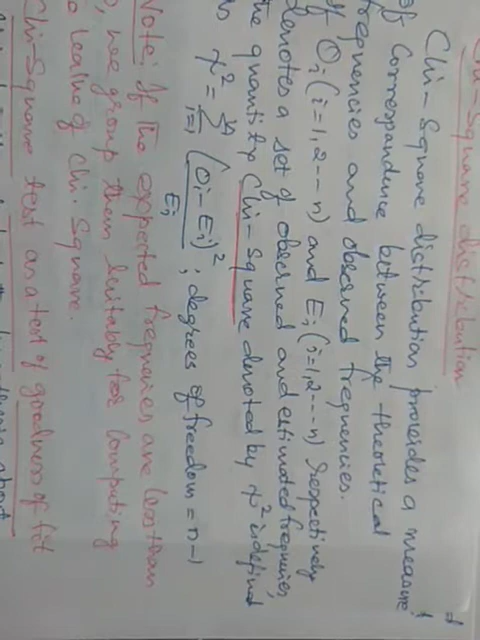 Chi-Square distribution
Chi-Square distribution provides a measure
of correspondence between the theoretical
frequencies and observed frequencies.
If Oi (i=1,2---n) and Ei (i=1,2---n) respectively
denotes a set of observed and estimated frequencies,
the quantity Chi-Square denoted by χ² is defined
as χ² = Σ i=1 n (Oi-Ei)² / Ei ; degrees of freedom = n-1
Note: If the expected frequencies are less than
, we group them suitably for computing
value of Chi-Square.
Chi-Square test as a test of goodness of fit